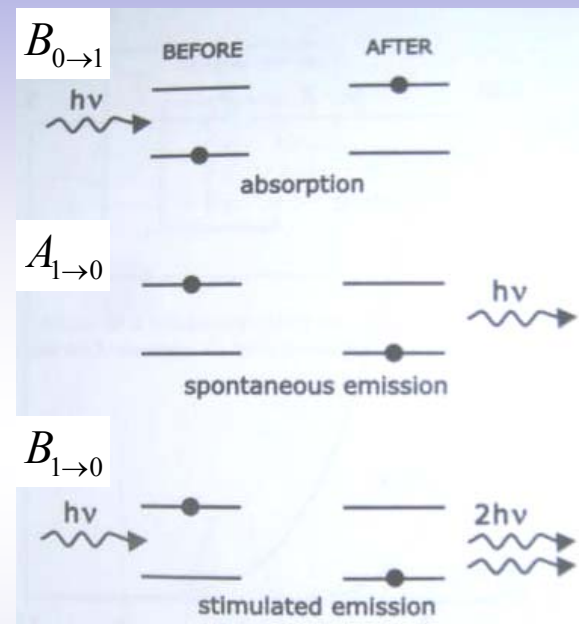 B₀→₁
BEFORE AFTER
hν
absorption
A₁→₀
hν
spontaneous emission
B₁→₀
hν 2hν
stimulated emission